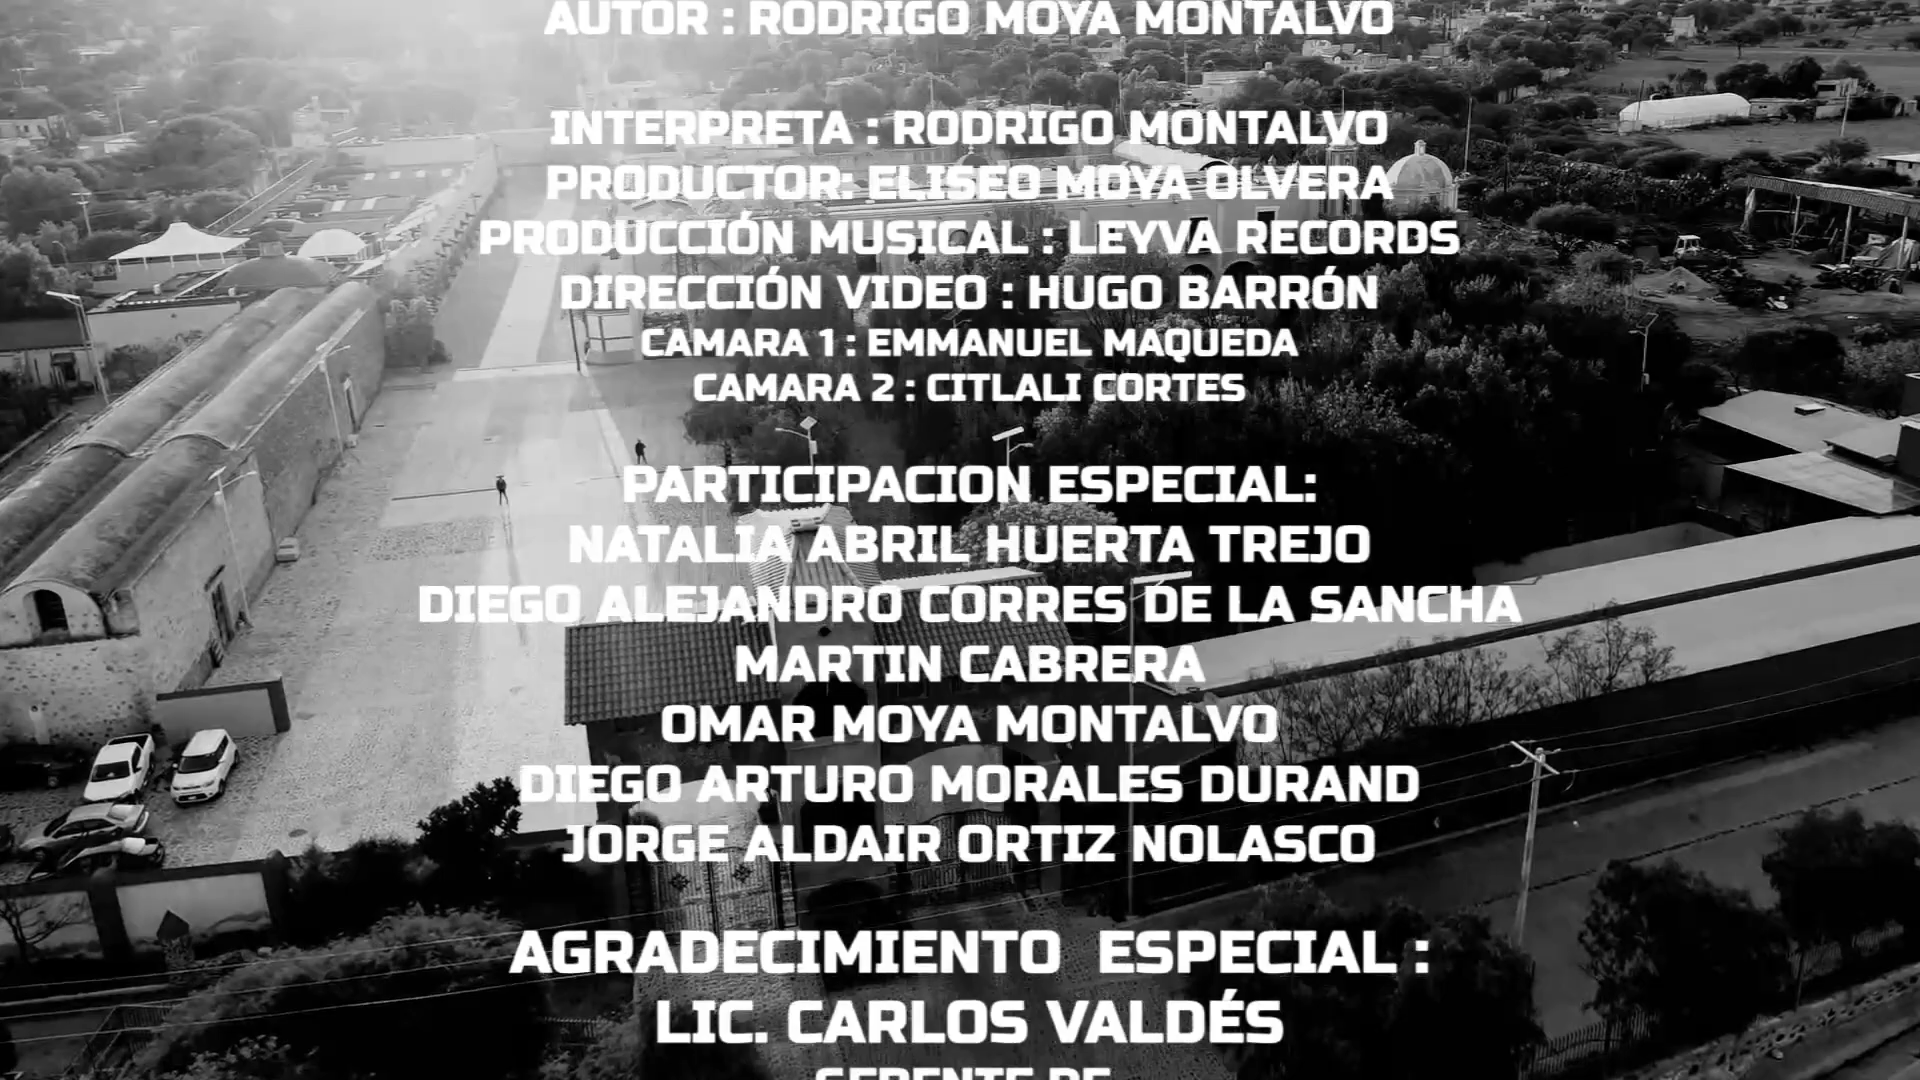 AUTOR : RODRIGO MOYA MONTALVO
INTERPRETA : RODRIGO MONTALVO
PRODUCTOR: ELISEO MOYA OLVERA
PRODUCCIÓN MUSICAL : LEYVA RECORDS
DIRECCIÓN VIDEO : HUGO BARRÓN
CAMARA 1 : EMMANUEL MAQUEDA
CAMARA 2 : CITLALI CORTES
PARTICIPACION ESPECIAL:
NATALIA ABRIL HUERTA TREJO
DIEGO ALEJANDRO CORRES DE LA SANCHA
MARTIN CABRERA
OMAR MOYA MONTALVO
DIEGO ARTURO MORALES DURAND
JORGE ALDAIR ORTIZ NOLASCO
AGRADECIMIENTO  ESPECIAL :
LIC. CARLOS VALDÉS
GERENTE DE